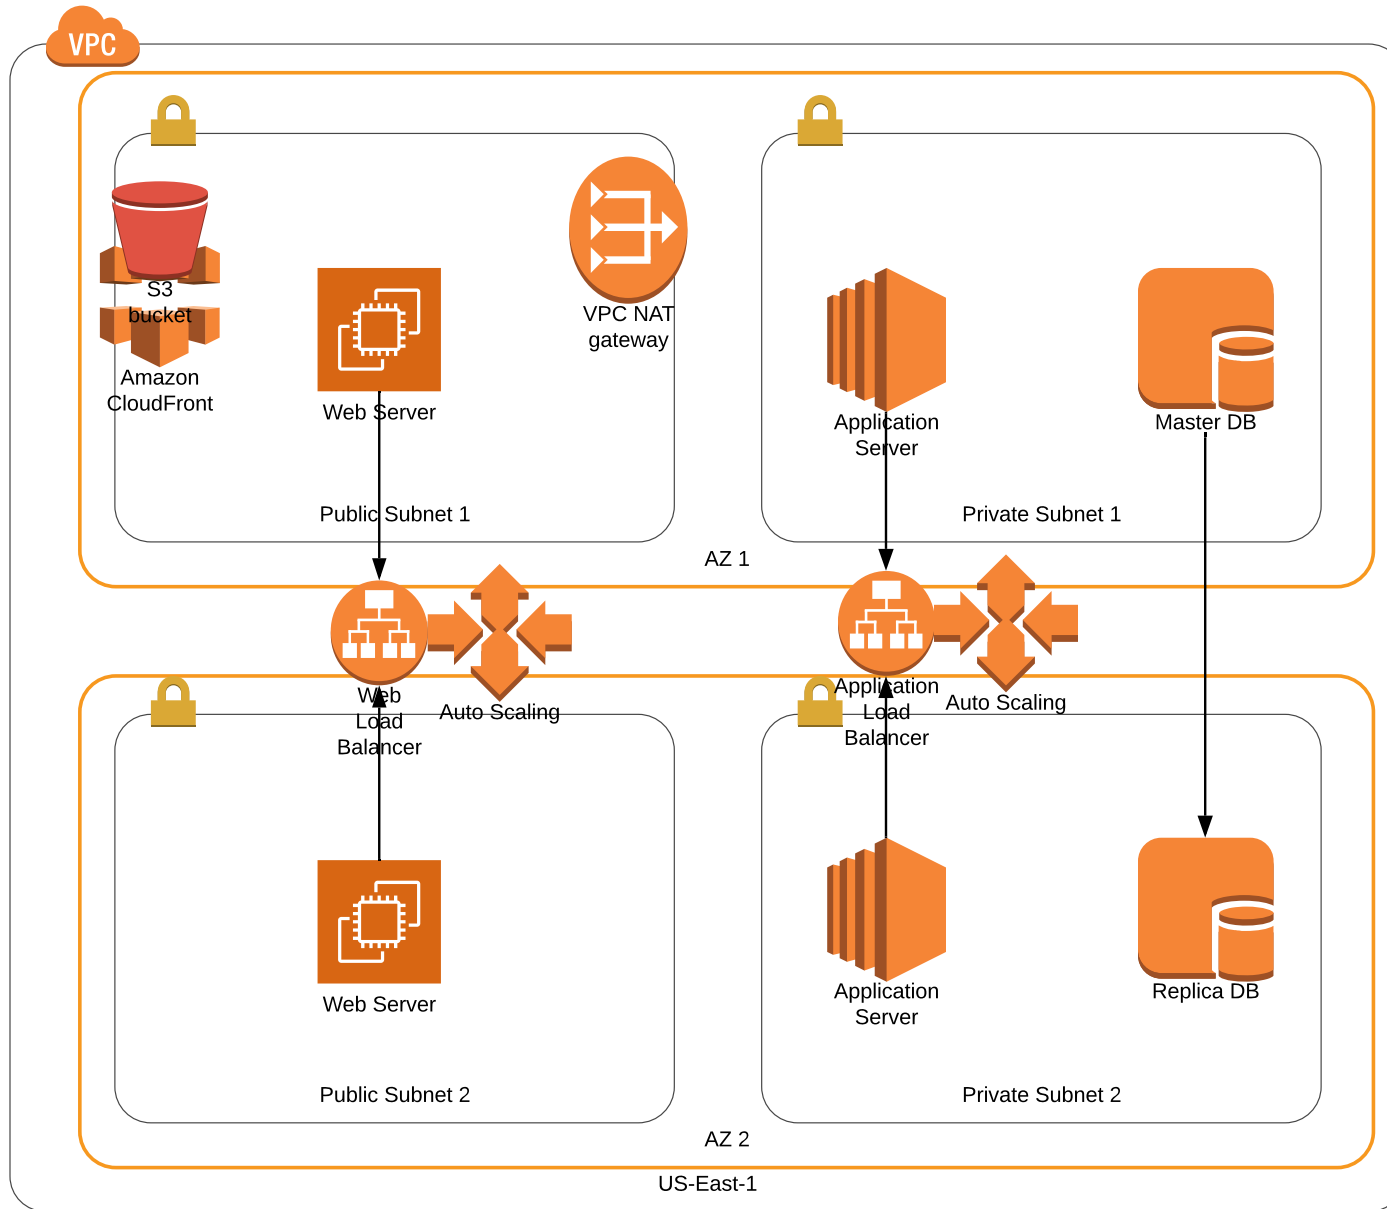 VPC
S3
bucket
Amazon
CloudFront
Web Server
VPC NAT
gateway
Public Subnet 1
Application
Server
Master DB
Private Subnet 1
AZ 1
Web
Load
Balancer
Auto Scaling
Application
Load
Balancer
Auto Scaling
Web Server
Public Subnet 2
Application
Server
Replica DB
Private Subnet 2
AZ 2
US-East-1